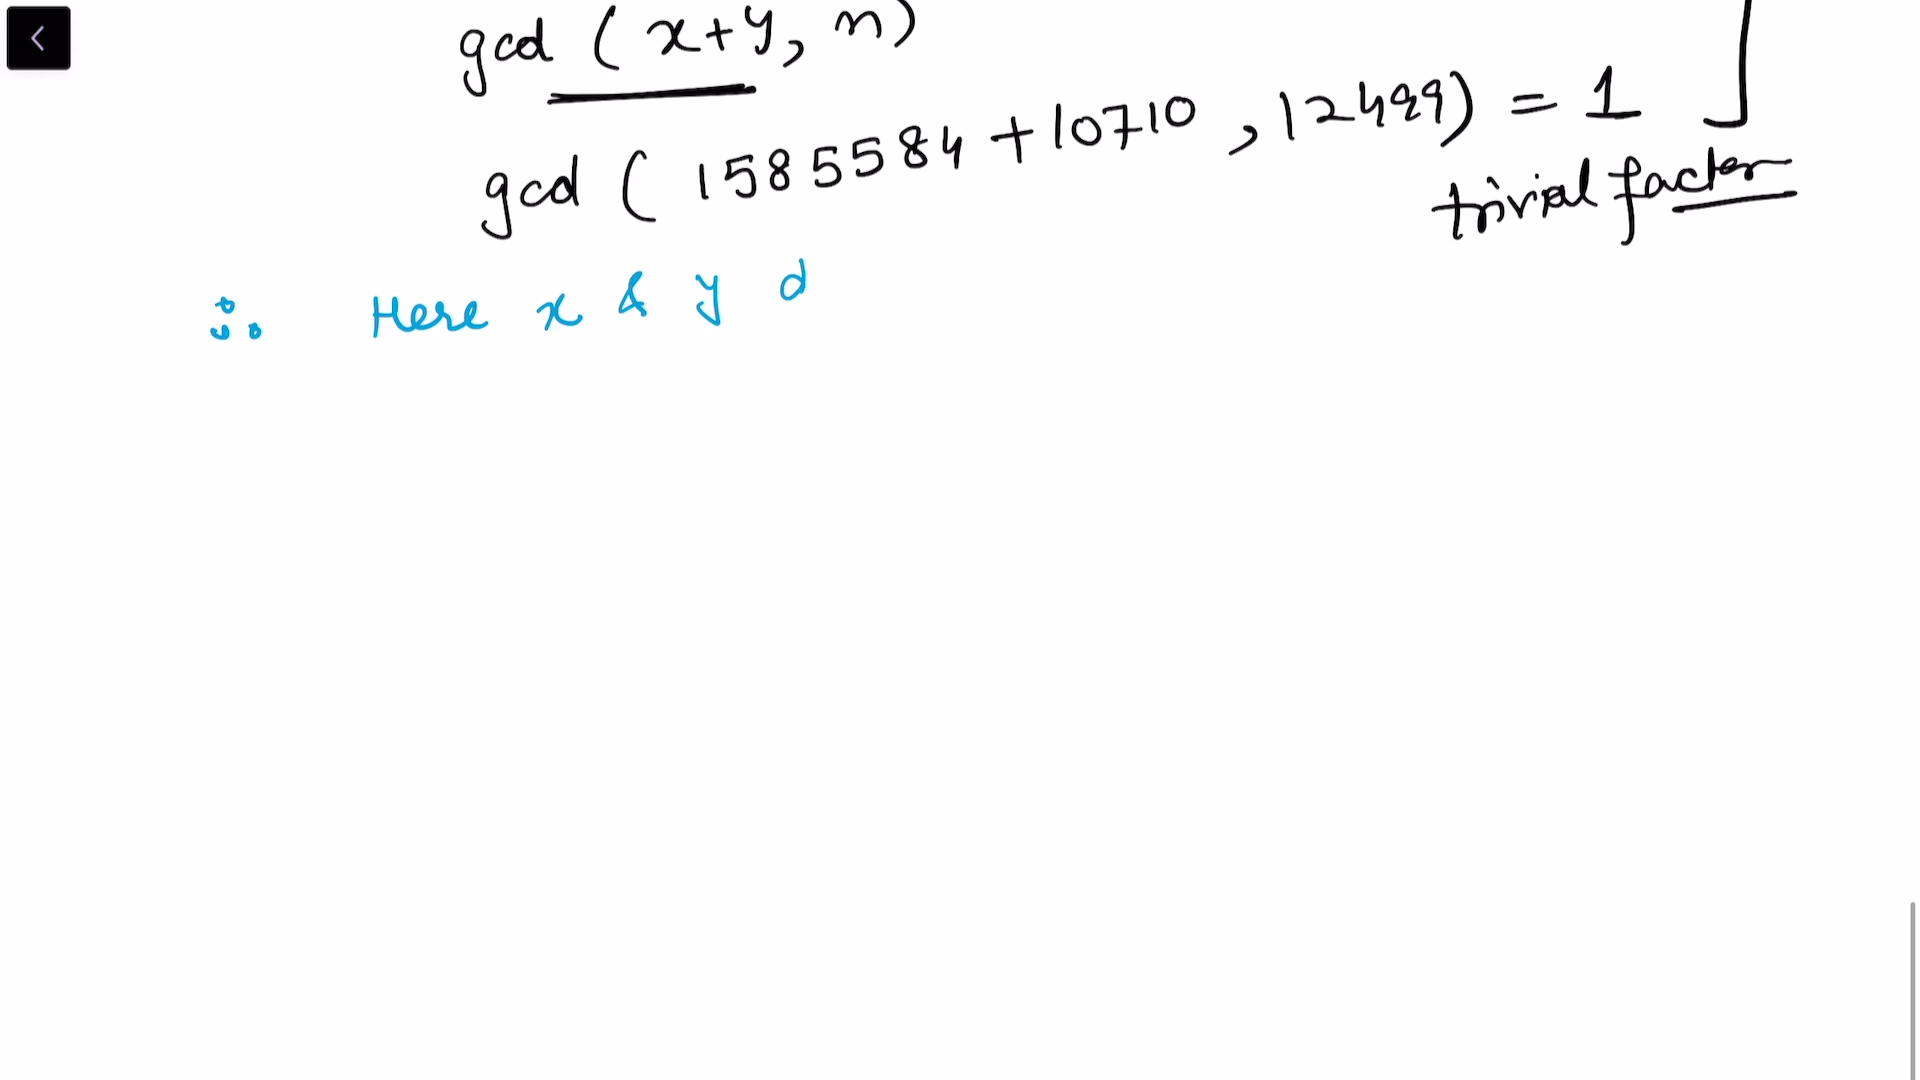 gcd (x+y, n)
gcd (1585584 + 10710, 12499) = 1 ]
trivial factor
∴ Here x & y d